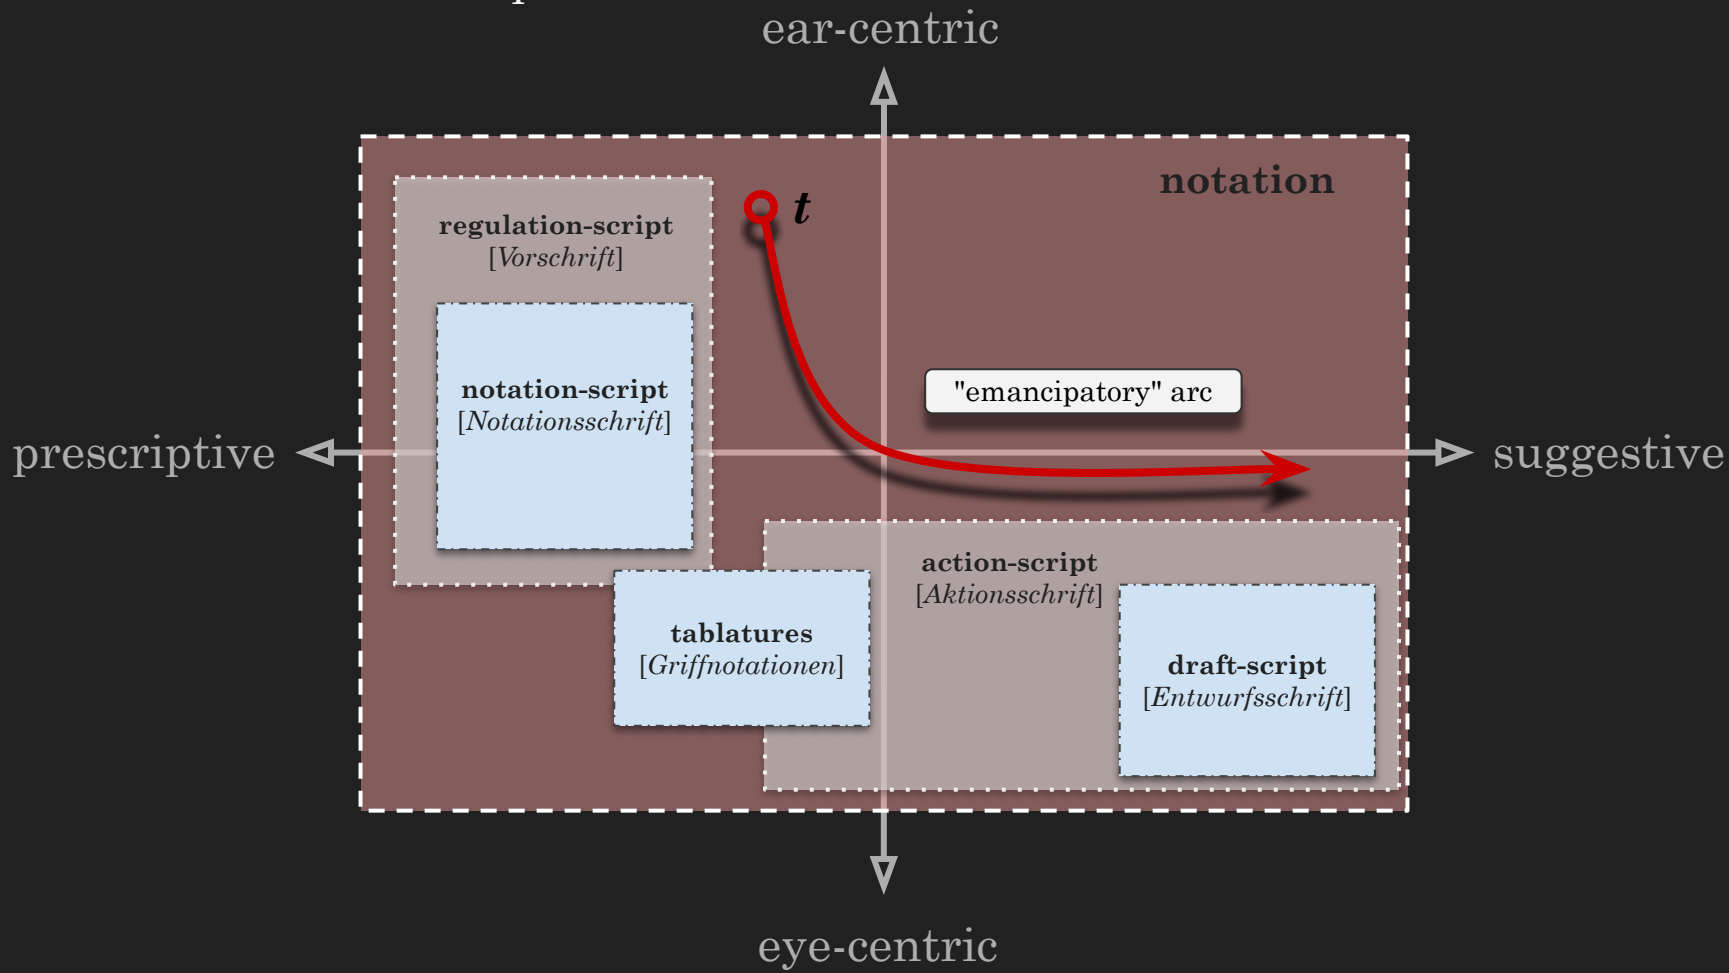 ear-centric
notation
t
regulation-script
[Vorschrift]
notation-script
[Notationsschrift]
"emancipatory" arc
prescriptive
suggestive
action-script
[Aktionsschrift]
tablatures
[Griffnotationen]
draft-script
[Entwurfsschrift]
eye-centric